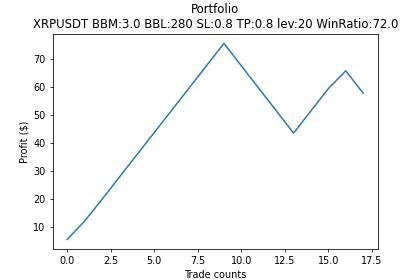 Portfolio
XRPUSDT BBM:3.0 BBL:280 SL:0.8 TP:0.8 lev:20 WinRatio:72.0
70
60
50
40
30
20
10
Profit ($)
0.0 2.5 5.0 7.5 10.0 12.5 15.0 17.5
Trade counts